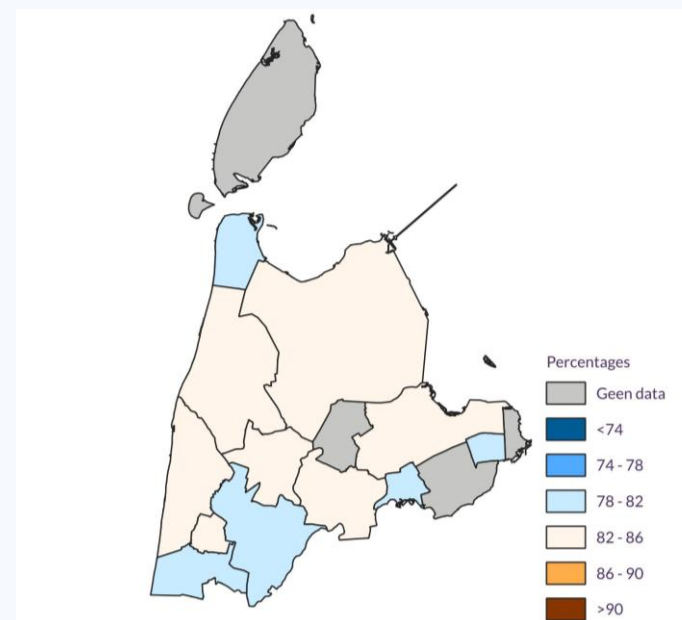 Percentages
Geen data
<74
74 - 78
78 - 82
82 - 86
86 - 90
>90